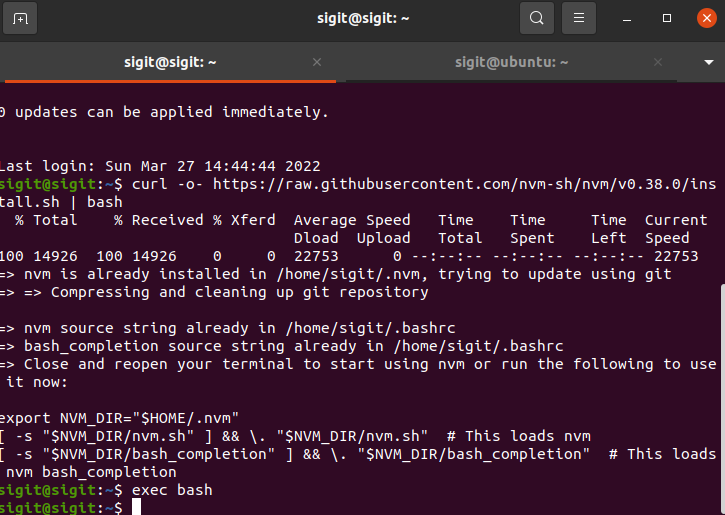 sigit@sigit: ~
sigit@sigit: ~ × sigit@ubuntu: ~ ×
0 updates can be applied immediately.
Last login: Sun Mar 27 14:44:44 2022
sigit@sigit:~$ curl -o- https://raw.githubusercontent.com/nvm-sh/nvm/v0.38.0/ins
tall.sh | bash
  % Total    % Received % Xferd  Average Speed   Time    Time     Time  Current
                                 Dload  Upload   Total   Spent    Left  Speed
100 14926  100 14926    0     0  22753      0 --:--:-- --:--:-- --:--:-- 22753
=> nvm is already installed in /home/sigit/.nvm, trying to update using git
=> => Compressing and cleaning up git repository
=> nvm source string already in /home/sigit/.bashrc
=> bash_completion source string already in /home/sigit/.bashrc
=> Close and reopen your terminal to start using nvm or run the following to use
 it now:
export NVM_DIR="$HOME/.nvm"
[ -s "$NVM_DIR/nvm.sh" ] && \. "$NVM_DIR/nvm.sh"  # This loads nvm
[ -s "$NVM_DIR/bash_completion" ] && \. "$NVM_DIR/bash_completion"  # This loads
 nvm bash_completion
sigit@sigit:~$ exec bash
sigit@sigit:~$